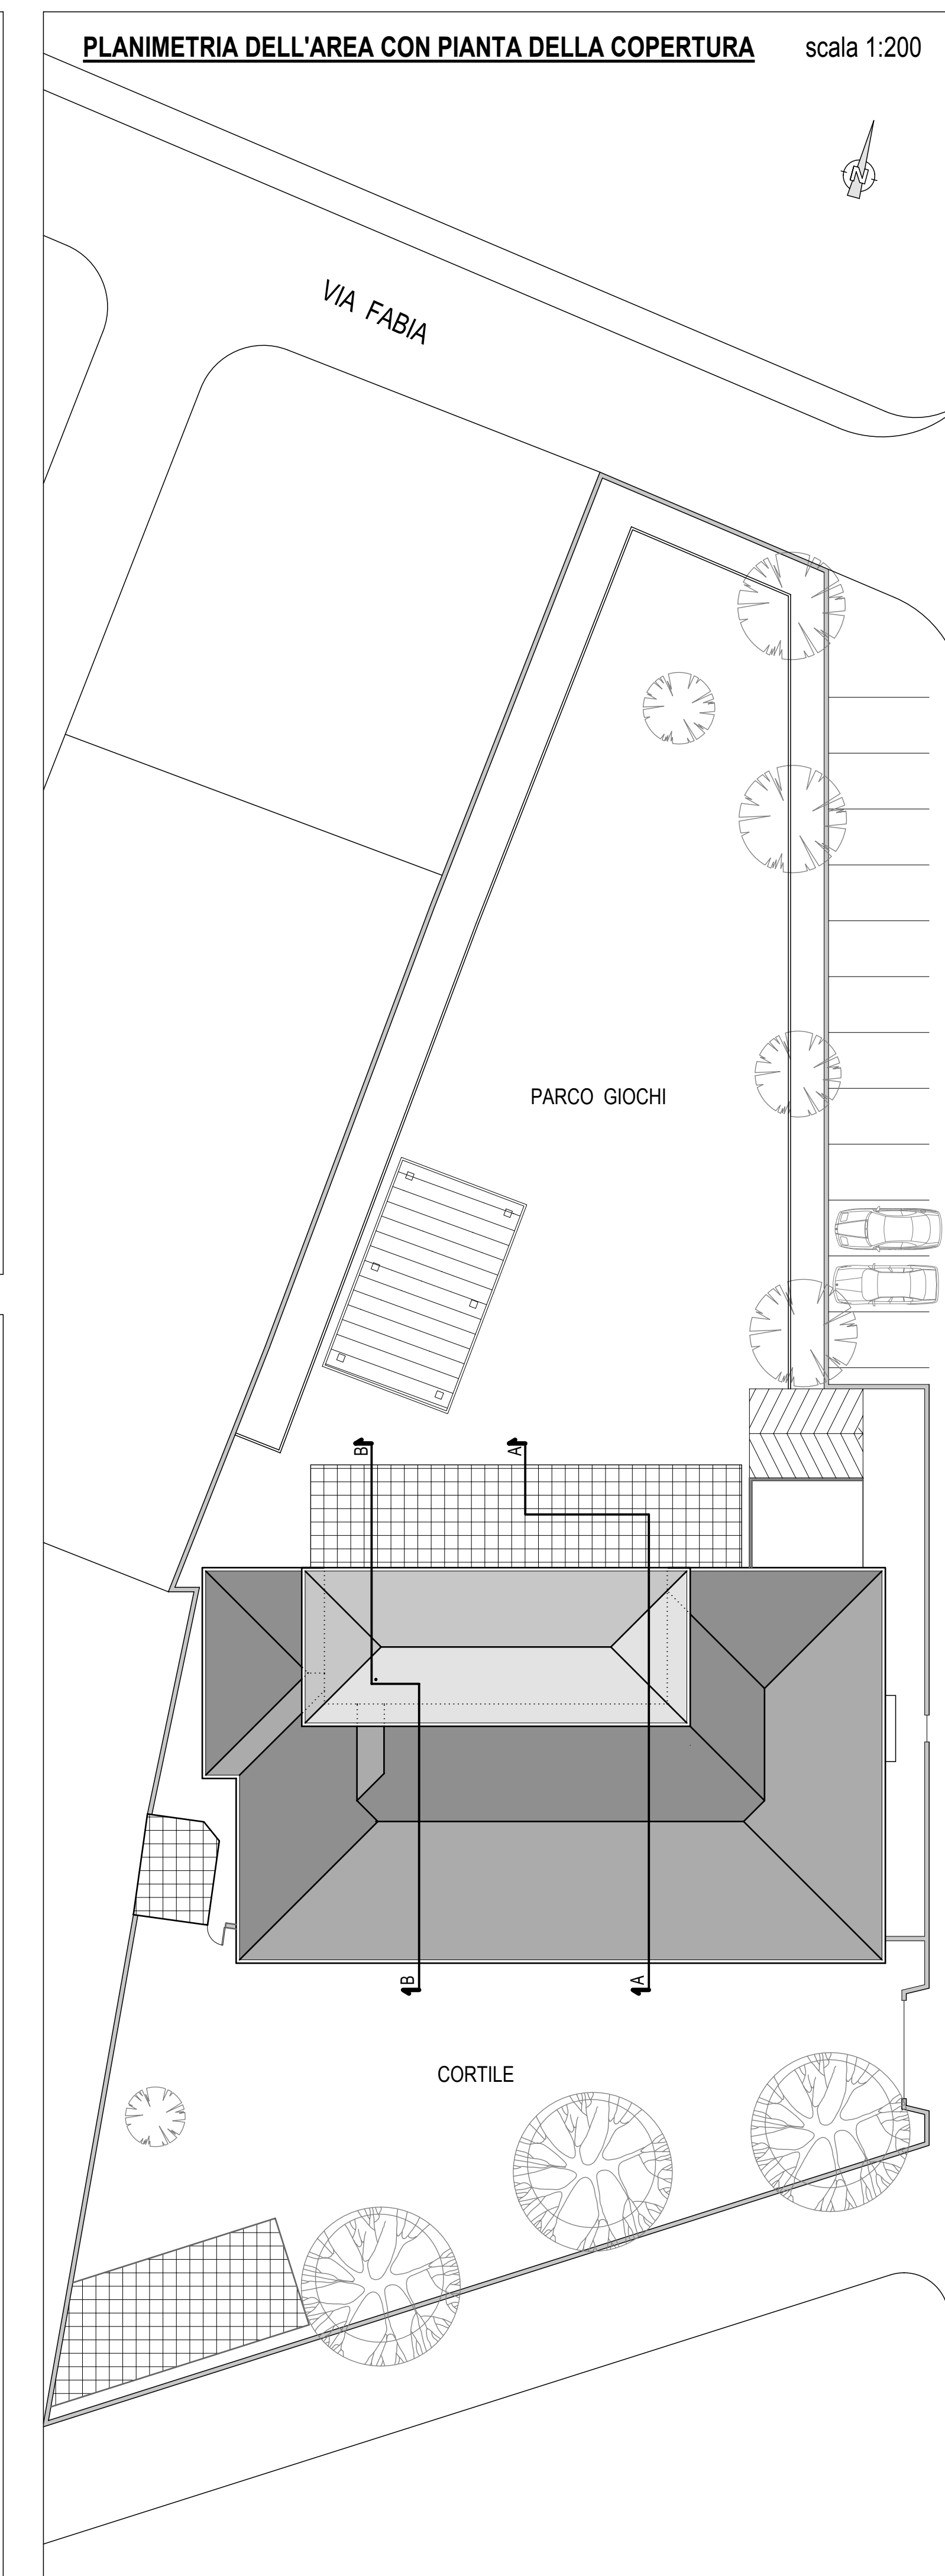 PLANIMETRIA DELL'AREA CON PIANTA DELLA COPERTURA scala 1:200
N
VIA FABIA
PARCO GIOCHI
B A
B A
CORTILE